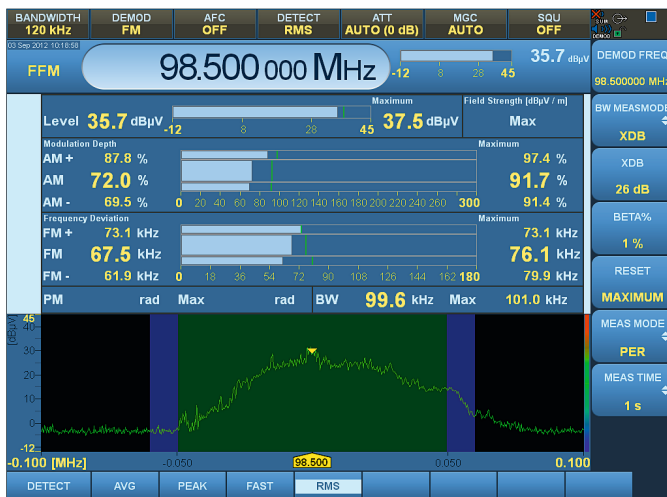 BANDWIDTH DEMOD AFC DETECT ATT MGC SQU
120 kHz FM OFF RMS AUTO (0 dB) AUTO OFF
03 Sep 2012 10:18:58
FFM 98.500 000 MHz -12 8 28 45 35.7 dBµV
DEMOD FREQ
98.500000 MHz
Level 35.7 dBµV -12 8 28 45 Maximum 37.5 dBµV
Field Strength [dBµV / m]
Max
BW MEASMODE
XDB
Modulation Depth Maximum
AM + 87.8 % 97.4 %
AM 72.0 % 91.7 %
AM - 69.5 % 0 20 40 60 80 100 120 140 160 180 200 220 240 260 300 91.4 %
XDB
26 dB
Frequency Deviation Maximum
FM + 73.1 kHz 73.1 kHz
FM 67.5 kHz 76.1 kHz
FM - 61.9 kHz 0 18 36 54 72 90 108 126 144 162 180 79.9 kHz
BETA%
1 %
RESET
MAXIMUM
PM rad Max rad BW 99.6 kHz Max 101.0 kHz
MEAS MODE
PER
MEAS TIME
1 s
[dBµV]
45
40
30
20
10
0
-12
-0.100 [MHz] -0.050 98.500 0.050 0.100
DETECT AVG PEAK FAST RMS